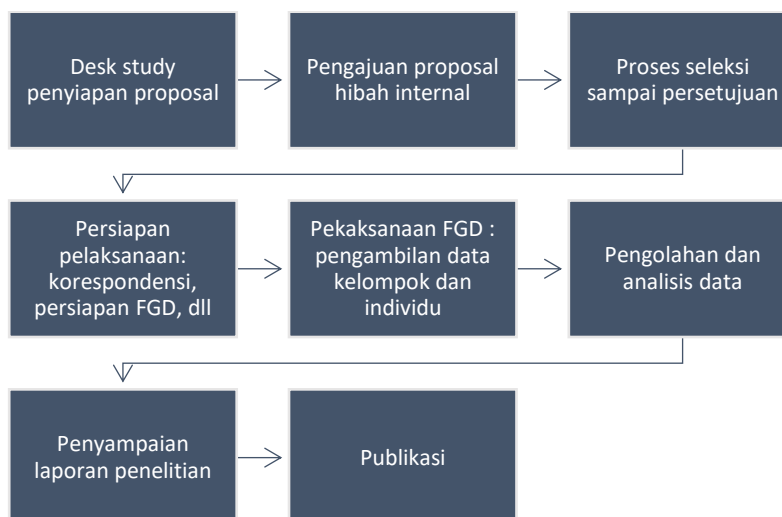 Desk study
penyiapan proposal
Pengajuan proposal
hibah internal
Proses seleksi
sampai persetujuan
Persiapan
pelaksanaan:
korespondensi,
persiapan FGD, dll
Pekaksanaan FGD :
pengambilan data
kelompok dan
individu
Pengolahan dan
analisis data
Penyampaian
laporan penelitian
Publikasi